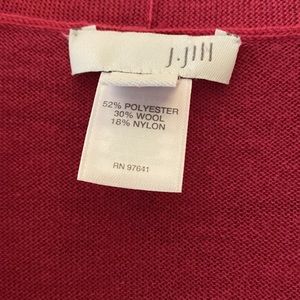 J.Jill
52% POLYESTER
30% WOOL
18% NYLON
RN 97641